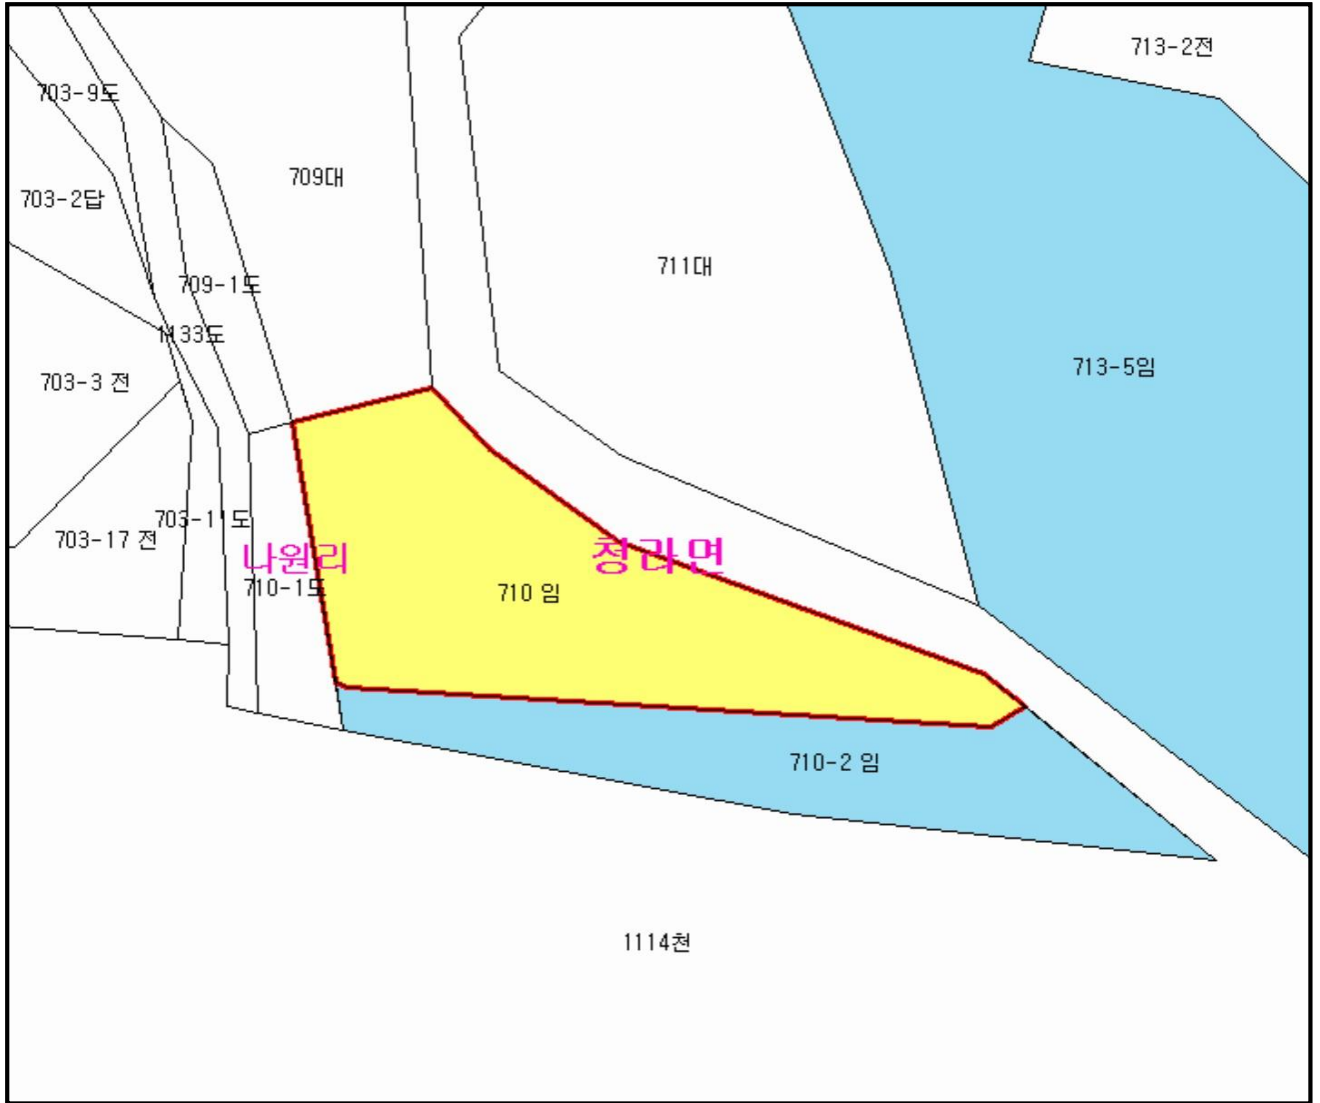 713-2전
703-9도
709대
703-2답
711대
709-1도
1133도
713-5임
703-3 전
703-11도
703-17 전
나원리
청라면
710-1도
710 임
710-2 임
1114천